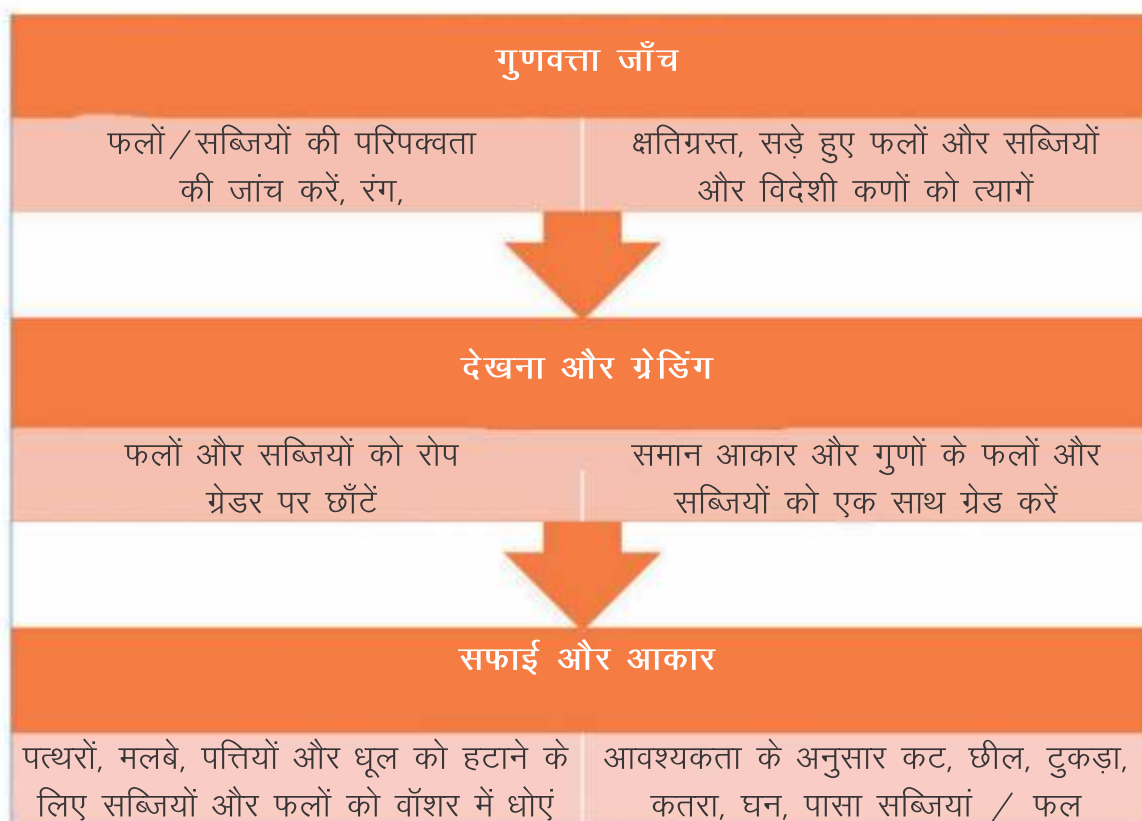 गुणवत्ता जाँच
फलों/सब्जियों की परिपक्वता
की जांच करें, रंग,
क्षतिग्रस्त, सड़े हुए फलों और सब्जियों
और विदेशी कणों को त्यागें
देखना और ग्रेडिंग
फलों और सब्जियों को रोप
ग्रेडर पर छाँटें
समान आकार और गुणों के फलों और
सब्जियों को एक साथ ग्रेड करें
सफाई और आकार
पत्थरों, मलबे, पत्तियों और धूल को हटाने के
लिए सब्जियों और फलों को वॉशर में धोएं
आवश्यकता के अनुसार कट, छील, टुकड़ा,
कतरा, घन, पासा सब्जियां / फल